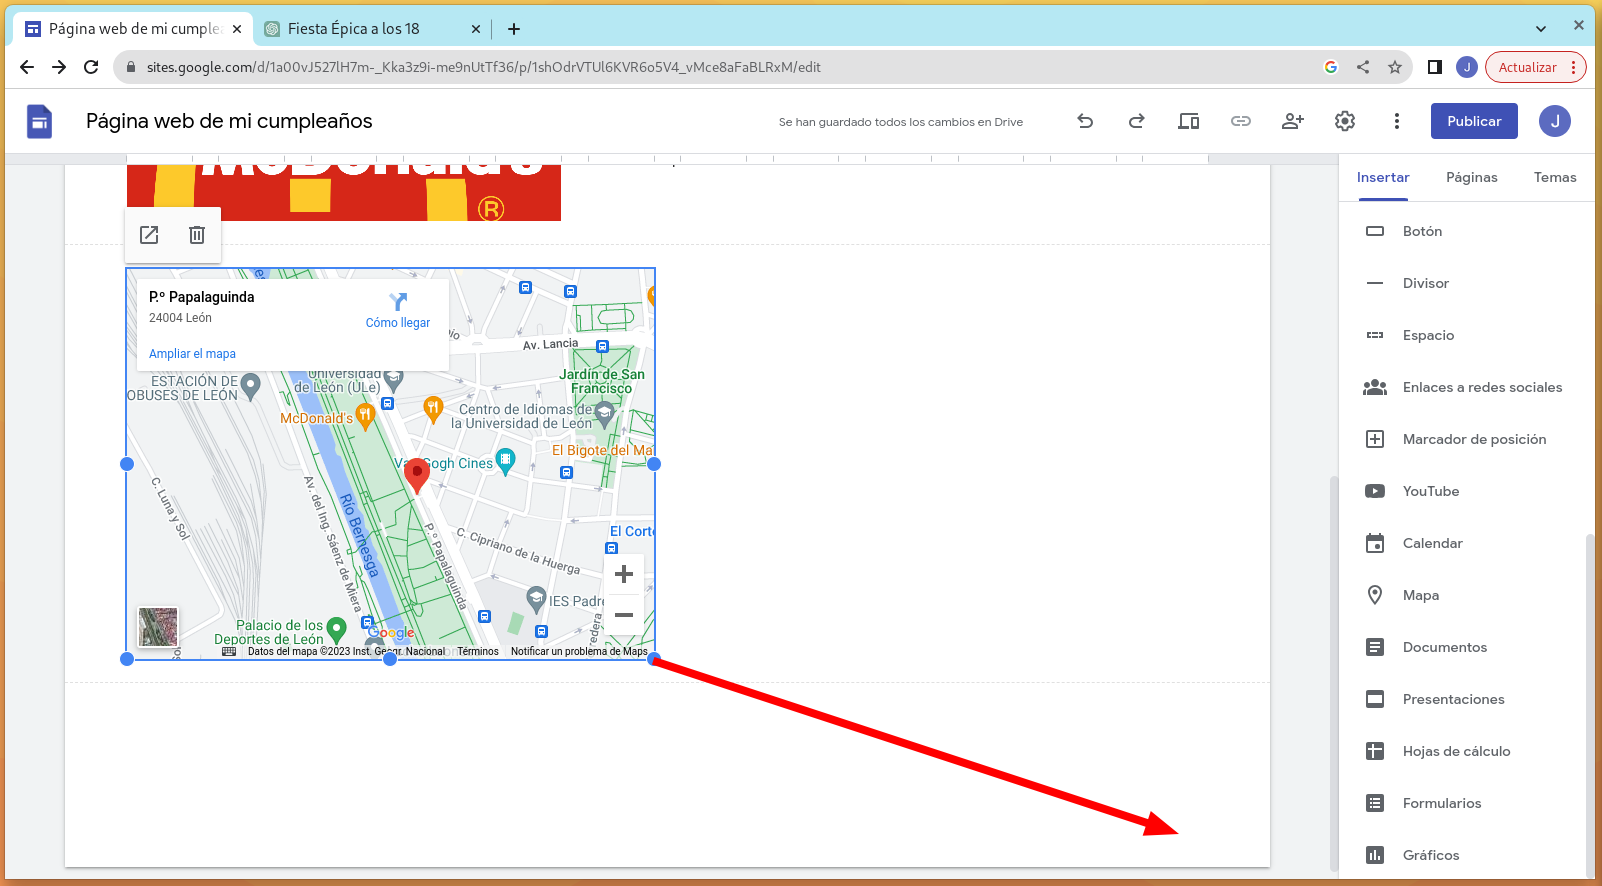 Página web de mi cumplea
Fiesta Épica a los 18
sites.google.com/d/1a00vJ527lH7m-_Kka3z9i-me9nUtTf36/p/1shOdrVTUl6KVR6o5V4_vMce8aFaBLRxM/edit
J
Actualizar
Página web de mi cumpleaños
Se han guardado todos los cambios en Drive
Publicar
J
Insertar
Páginas
Temas
McDonald's
®
P.º Papalaguinda
24004 León
Cómo llegar
Ampliar el mapa
Av. Lancia
Jardín de San
Francisco
Universidad
de León (ULe)
ESTACIÓN DE
OBUSES DE LEÓN
McDonald's
Centro de Idiomas de
la Universidad de León
El Bigote del Ma
Van Gogh Cines
C. Luna y Sol
Av. del Ing. Sáenz de Miera
Río Bernesga
P.º Papalaguinda
C. Cipriano de la Huerga
El Corte
IES Padre
Palacio de los
Deportes de León
Google
Datos del mapa ©2023 Inst. Geogr. Nacional
Términos
Notificar un problema de Maps
Botón
Divisor
Espacio
Enlaces a redes sociales
Marcador de posición
YouTube
Calendar
Mapa
Documentos
Presentaciones
Hojas de cálculo
Formularios
Gráficos